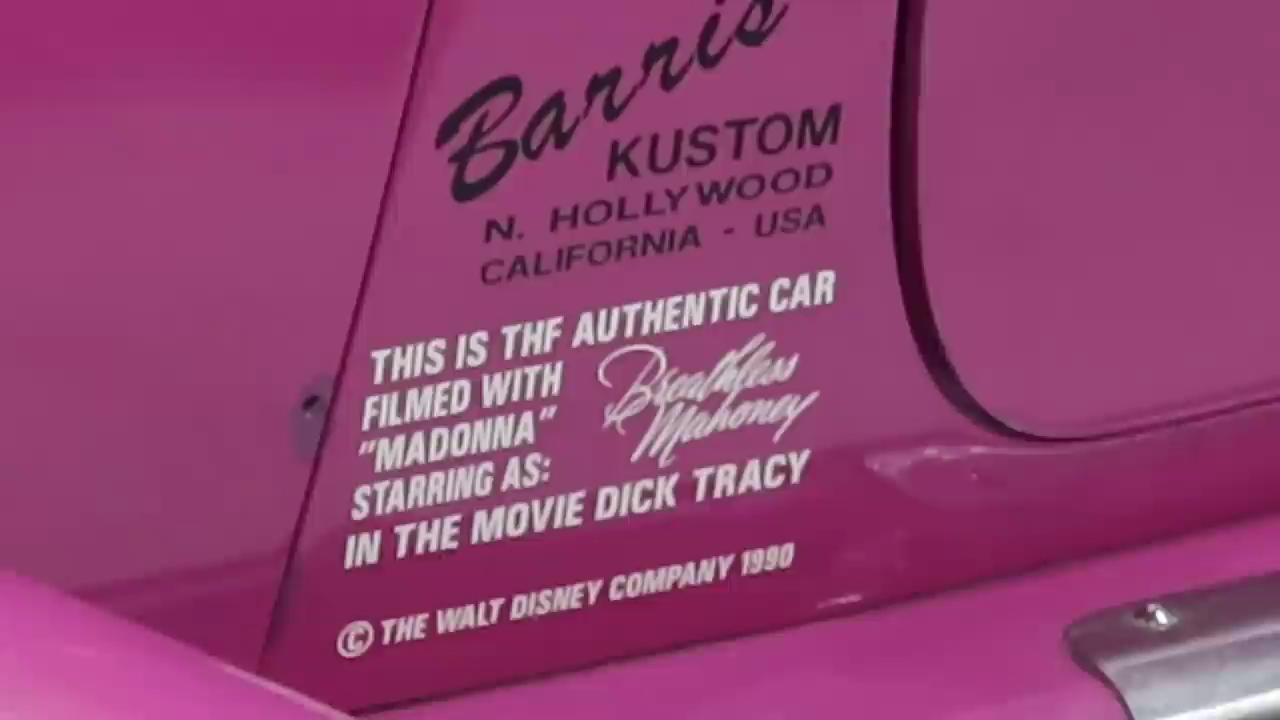 Barris
KUSTOM
N. HOLLYWOOD
CALIFORNIA - USA
THIS IS THF AUTHENTIC CAR
FILMED WITH
"MADONNA"
STARRING AS:
Breathless
Mahoney
IN THE MOVIE DICK TRACY
© THE WALT DISNEY COMPANY 1990